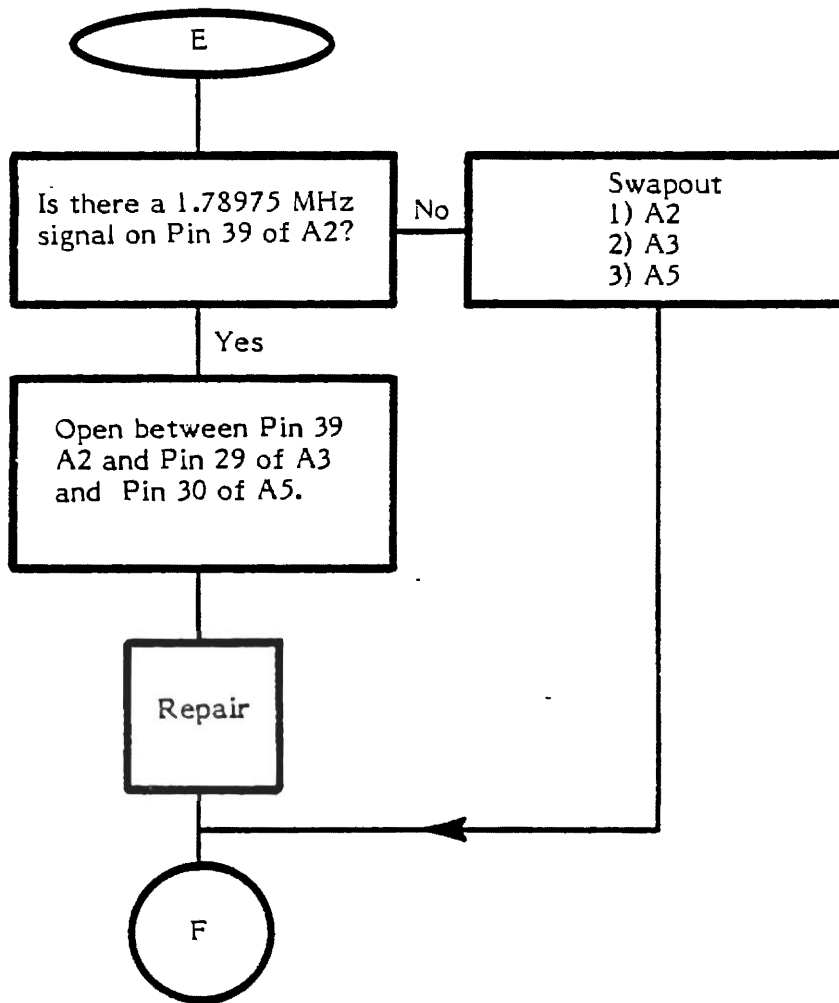 E
Is there a 1.78975 MHz
signal on Pin 39 of A2?
No
Swapout
1) A2
2) A3
3) A5
Yes
Open between Pin 39
A2 and Pin 29 of A3
and Pin 30 of A5.
Repair
F